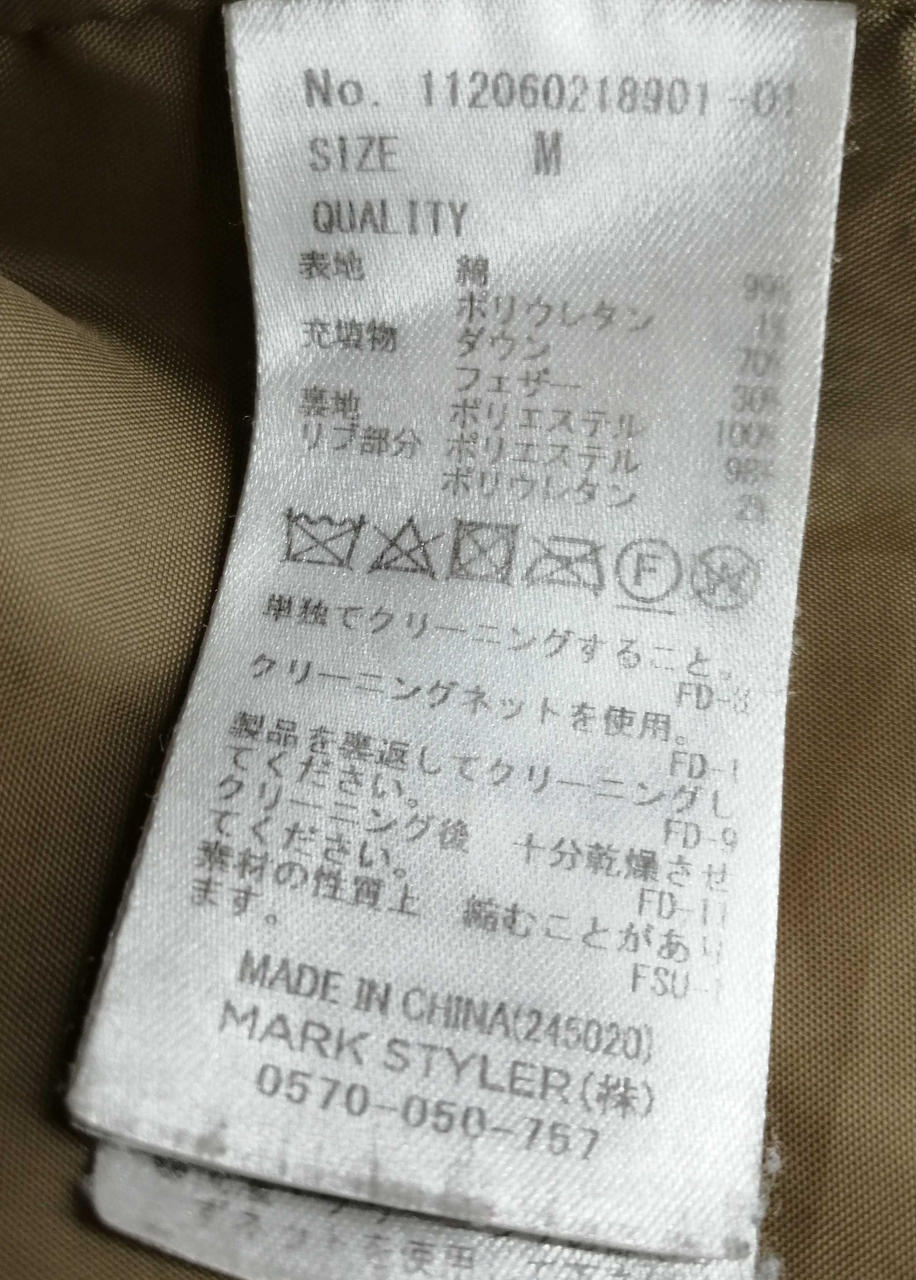 No. 112060218901-01
SIZE M
QUALITY
表地 綿 99%
ポリウレタン 1%
充填物 ダウン 70%
フェザー 30%
裏地 ポリエステル 100%
リブ部分 ポリエステル 98%
ポリウレタン 2%
F W
単独でクリーニングすること。
FD-8
クリーニングネットを使用。
FD-1
製品を裏返してクリーニングし
てください。
FD-9
クリーニング後 十分乾燥させ
てください。
FD-11
素材の性質上 縮むことがあり
ます。
FSU-1
MADE IN CHINA(245020)
MARK STYLER(株)
0570-050-757
を使用